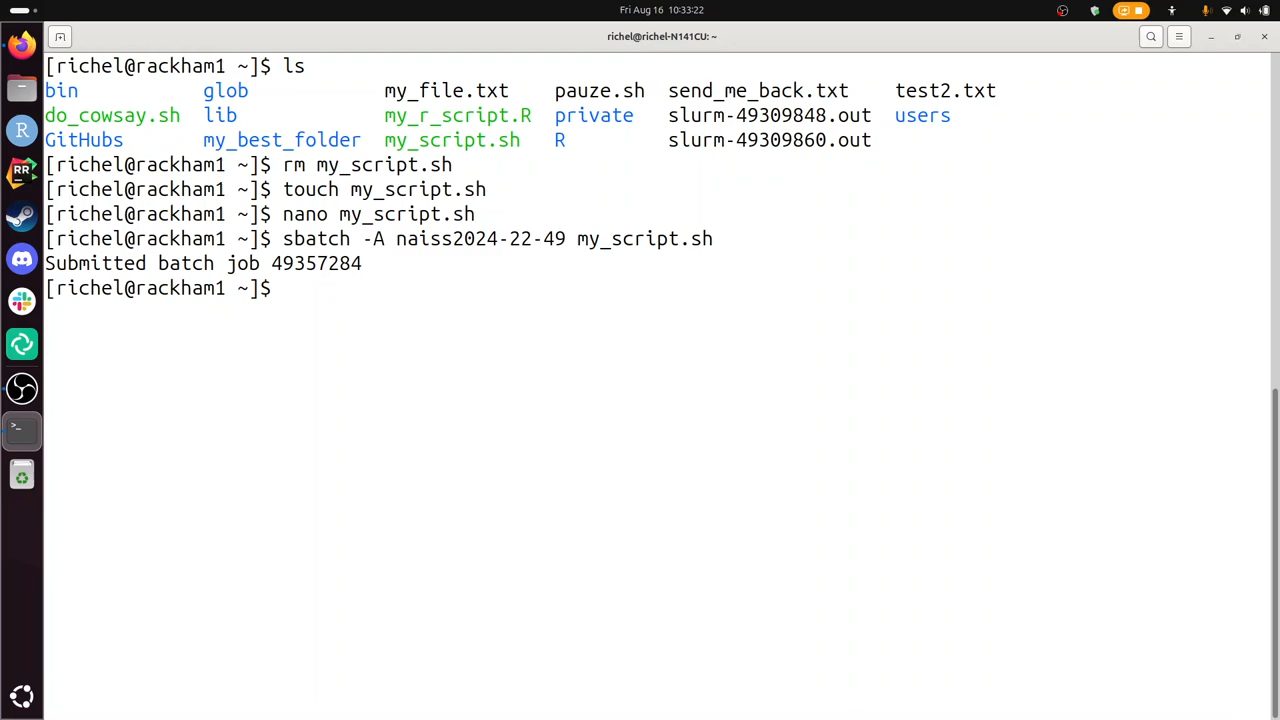 Fri Aug 16 10:33:22
richel@richel-N141CU: ~
[richel@rackham1 ~]$ ls
bin glob my_file.txt pauze.sh send_me_back.txt test2.txt
do_cowsay.sh lib my_r_script.R private slurm-49309848.out users
GitHubs my_best_folder my_script.sh R slurm-49309860.out
[richel@rackham1 ~]$ rm my_script.sh
[richel@rackham1 ~]$ touch my_script.sh
[richel@rackham1 ~]$ nano my_script.sh
[richel@rackham1 ~]$ sbatch -A naiss2024-22-49 my_script.sh
Submitted batch job 49357284
[richel@rackham1 ~]$
R
RR
>_